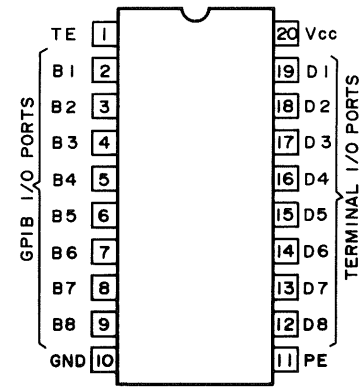 TE 1 20 Vcc
B1 2 19 D1
B2 3 18 D2
B3 4 17 D3
B4 5 16 D4
B5 6 15 D5
B6 7 14 D6
B7 8 13 D7
B8 9 12 D8
GND 10 11 PE
GPIB I/O PORTS
TERMINAL I/O PORTS